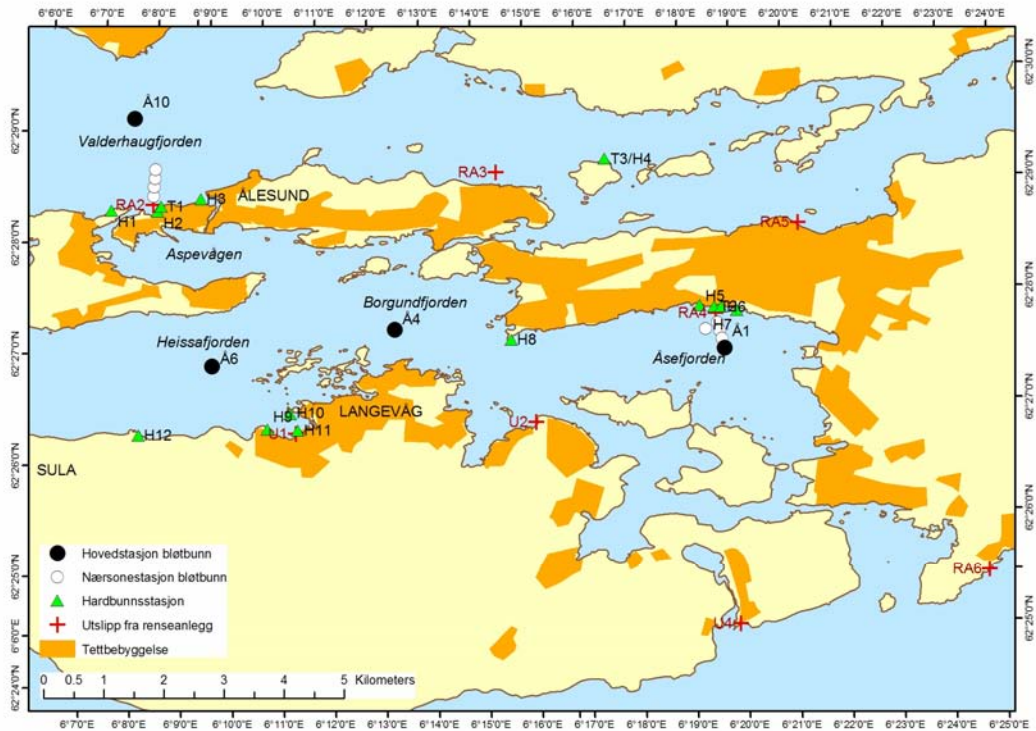 6°6'0"E 6°7'0"E 6°8'0"E 6°9'0"E 6°10'0"E 6°11'0"E 6°12'0"E 6°13'0"E 6°14'0"E 6°15'0"E 6°16'0"E 6°17'0"E 6°18'0"E 6°19'0"E 6°20'0"E 6°21'0"E 6°22'0"E 6°23'0"E 6°24'0"E
62°30'0"N
Å10
62°29'0"N
Valderhaugfjorden
T3/H4
RA3
62°29'0"N
ÅLESUND
H3
RA2
T1
H1
H2
RA5
62°28'0"N
Aspevågen
62°28'0"N
H5
Borgundfjorden
RA4
Å4
H7
Å1
Heissafjorden
H8
62°27'0"N
Åsefjorden
Å6
62°27'0"N
LANGEVÅG
H9
H10
U2
U1
H11
H12
62°26'0"N
SULA
62°26'0"N
Hovedstasjon bløtbunn
Nærsonestasjon bløtbunn
62°25'0"N
RA6
Hardbunnsstasjon
Utslipp fra renseanlegg
U4
62°25'0"N
6°6'0"E
Tettbebyggelse
0 0.5 1 2 3 4 5 Kilometers
62°24'0"N
6°7'0"E 6°8'0"E 6°9'0"E 6°10'0"E 6°11'0"E 6°12'0"E 6°13'0"E 6°14'0"E 6°15'0"E 6°16'0"E 6°17'0"E 6°18'0"E 6°19'0"E 6°20'0"E 6°21'0"E 6°22'0"E 6°23'0"E 6°24'0"E 6°25'0"E